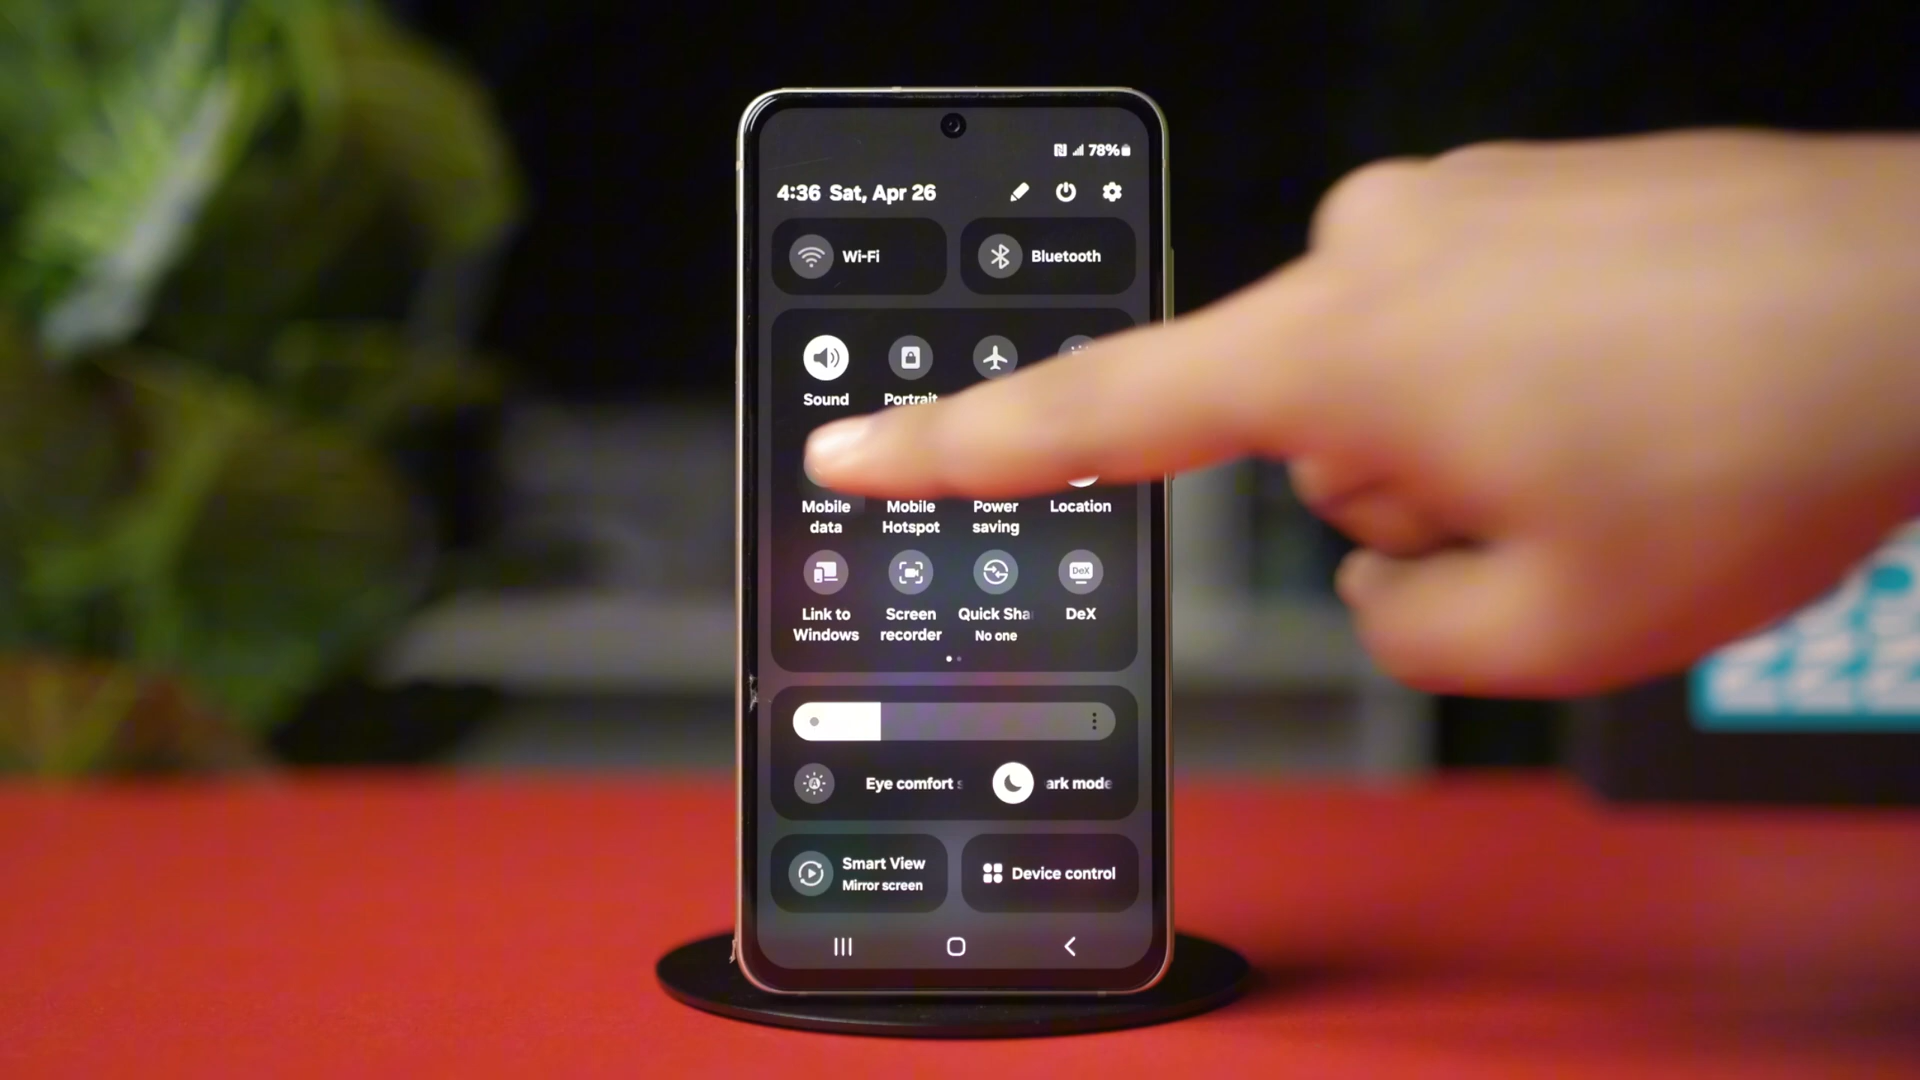 78%
4:36 Sat, Apr 26
Wi-Fi
Bluetooth
Sound
Portrait
Mobile data
Mobile Hotspot
Power saving
Location
Link to Windows
Screen recorder
Quick Sha
No one
DeX
DeX
Eye comfort s
ark mode
Smart View
Mirror screen
Device control